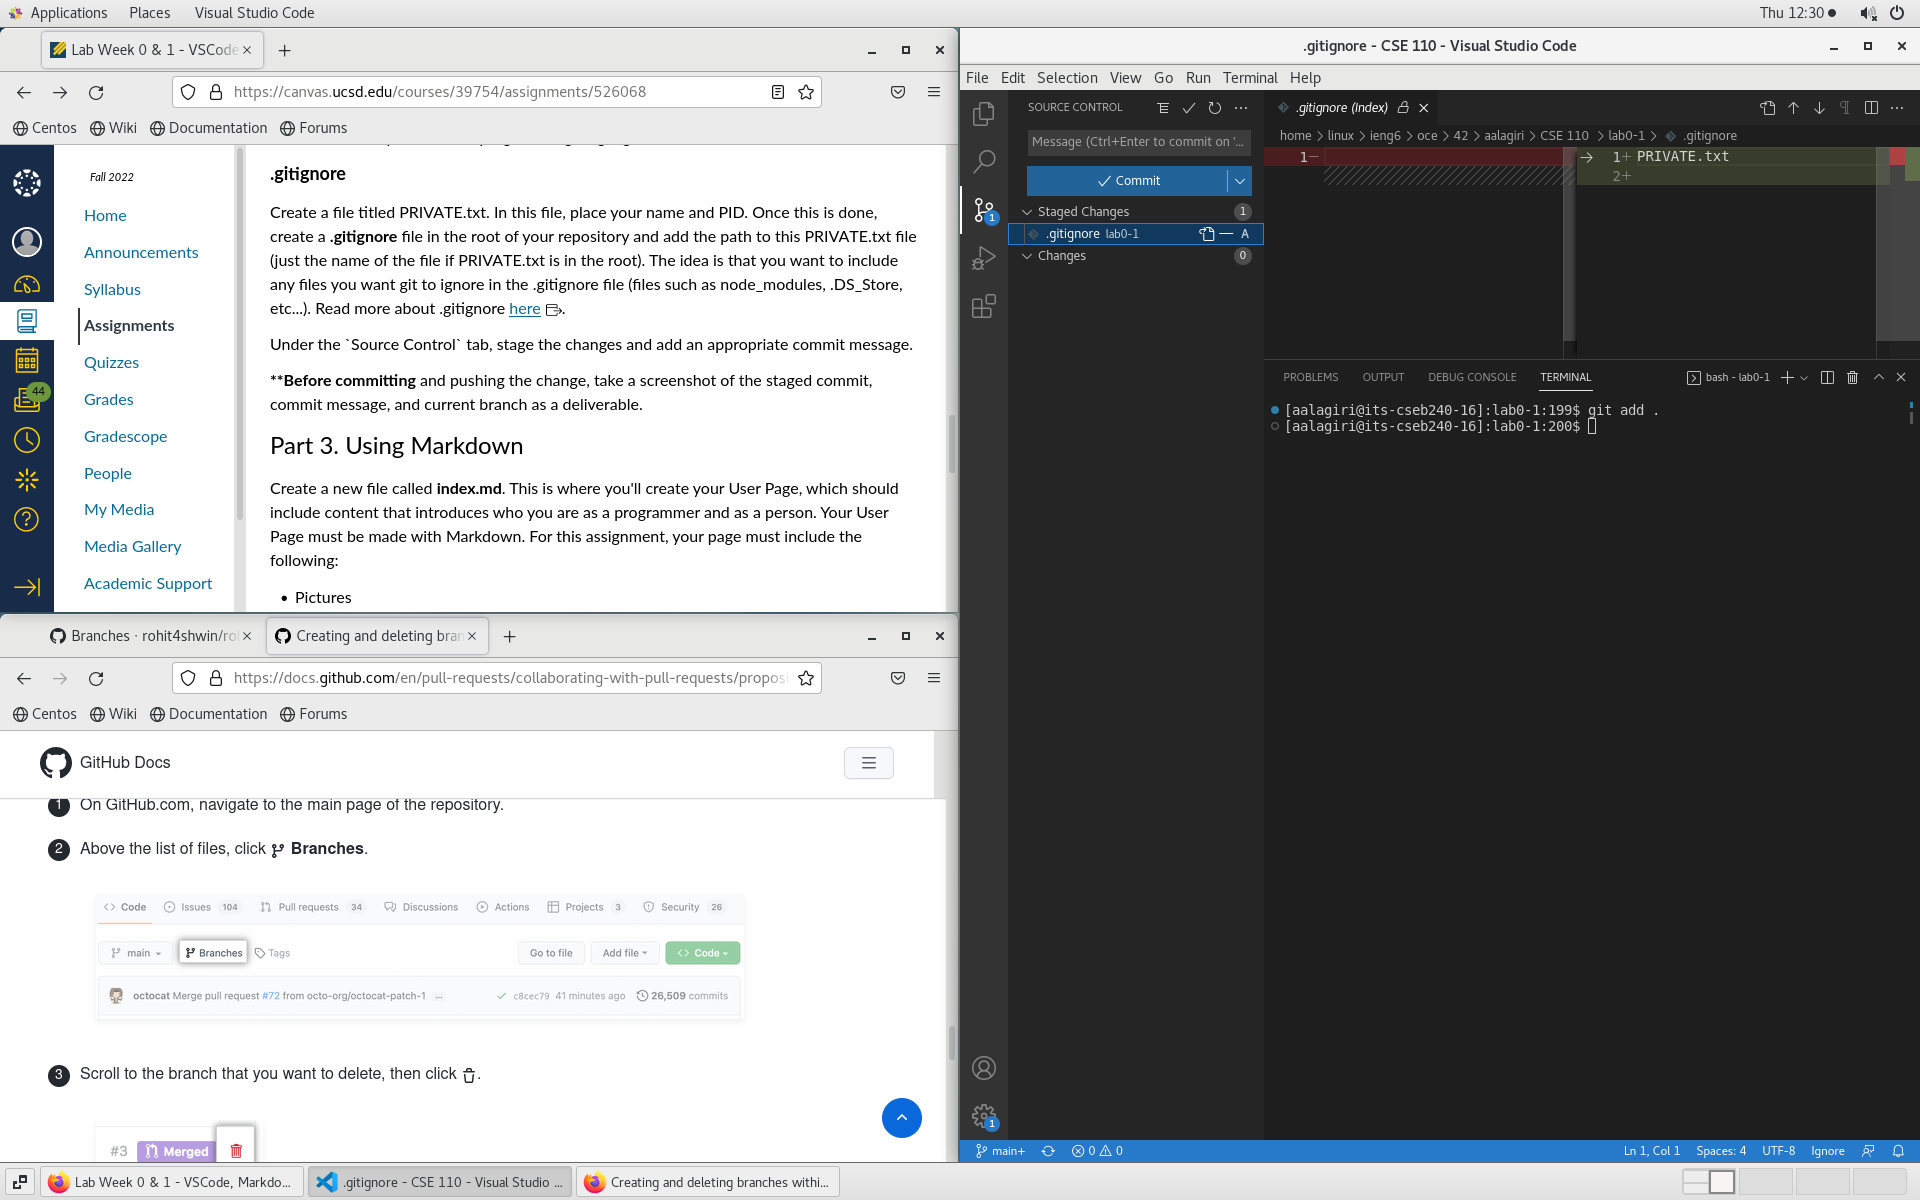 Applications Places Visual Studio Code Thu 12:30
Lab Week 0 & 1 - VSCode
https://canvas.ucsd.edu/courses/39754/assignments/526068
Centos Wiki Documentation Forums
Fall 2022
Home
Announcements
Syllabus
Assignments
Quizzes
Grades
Gradescope
People
My Media
Media Gallery
Academic Support
44
.gitignore
Create a file titled PRIVATE.txt. In this file, place your name and PID. Once this is done,
create a .gitignore file in the root of your repository and add the path to this PRIVATE.txt file
(just the name of the file if PRIVATE.txt is in the root). The idea is that you want to include
any files you want git to ignore in the .gitignore file (files such as node_modules, .DS_Store,
etc...). Read more about .gitignore here.
Under the `Source Control` tab, stage the changes and add an appropriate commit message.
**Before committing and pushing the change, take a screenshot of the staged commit,
commit message, and current branch as a deliverable.
Part 3. Using Markdown
Create a new file called index.md. This is where you'll create your User Page, which should
include content that introduces who you are as a programmer and as a person. Your User
Page must be made with Markdown. For this assignment, your page must include the
following:
• Pictures
Branches · rohit4shwin/ro Creating and deleting bran
https://docs.github.com/en/pull-requests/collaborating-with-pull-requests/proposi
Centos Wiki Documentation Forums
GitHub Docs
1 On GitHub.com, navigate to the main page of the repository.
2 Above the list of files, click Branches.
Code Issues 104 Pull requests 34 Discussions Actions Projects 3 Security 26
main Branches Tags Go to file Add file Code
octocat Merge pull request #72 from octo-org/octocat-patch-1 ... c8cec79 41 minutes ago 26,509 commits
3 Scroll to the branch that you want to delete, then click .
#3 Merged
.gitignore - CSE 110 - Visual Studio Code
File Edit Selection View Go Run Terminal Help
SOURCE CONTROL
Message (Ctrl+Enter to commit on '...
Commit
Staged Changes 1
.gitignore lab0-1 A
Changes 0
1
1
.gitignore (Index)
home > linux > ieng6 > oce > 42 > aalagiri > CSE 110 > lab0-1 > .gitignore
1− 1+ PRIVATE.txt
2+
PROBLEMS OUTPUT DEBUG CONSOLE TERMINAL bash - lab0-1
[aalagiri@its-cseb240-16]:lab0-1:199$ git add .
[aalagiri@its-cseb240-16]:lab0-1:200$
main+ 0 0 Ln 1, Col 1 Spaces: 4 UTF-8 Ignore
Lab Week 0 & 1 - VSCode, Markdo... .gitignore - CSE 110 - Visual Studio ... Creating and deleting branches withi...